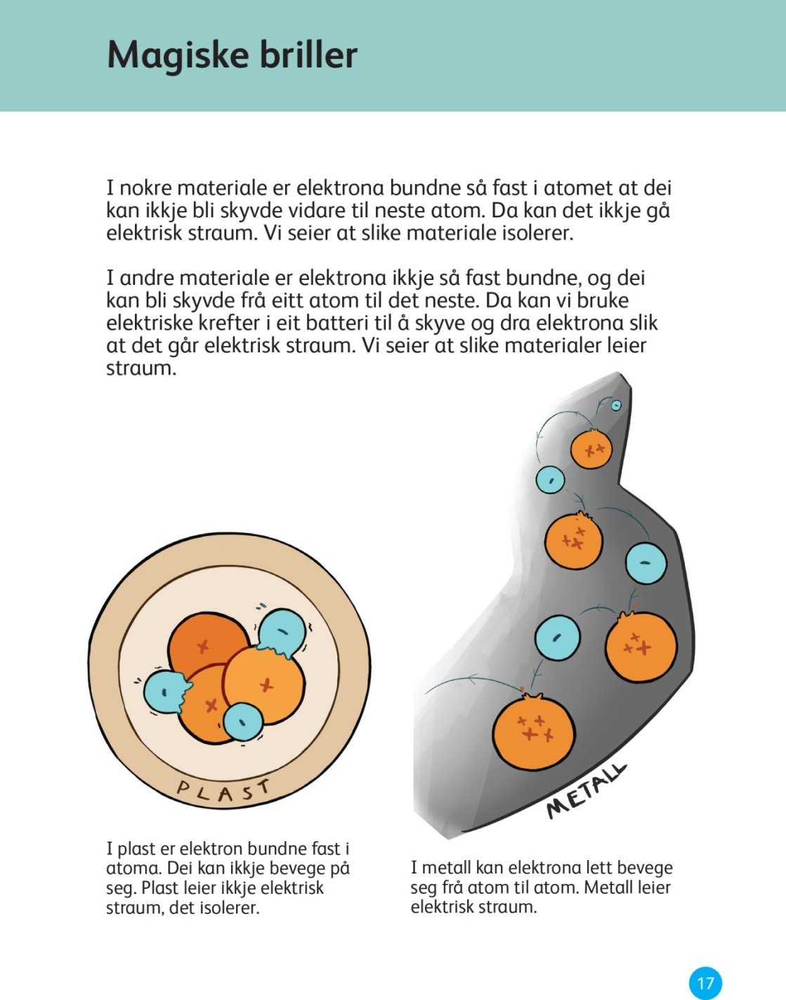 Magiske briller
I nokre materiale er elektrona bundne så fast i atomet at dei
kan ikkje bli skyvde vidare til neste atom. Da kan det ikkje gå
elektrisk straum. Vi seier at slike materiale isolerer.
I andre materiale er elektrona ikkje så fast bundne, og dei
kan bli skyvde frå eitt atom til det neste. Da kan vi bruke
elektriske krefter i eit batteri til å skyve og dra elektrona slik
at det går elektrisk straum. Vi seier at slike materialer leier
straum.
PLAST
METALL
I plast er elektron bundne fast i
atoma. Dei kan ikkje bevege på
seg. Plast leier ikkje elektrisk
straum, det isolerer.
I metall kan elektrona lett bevege
seg frå atom til atom. Metall leier
elektrisk straum.
17